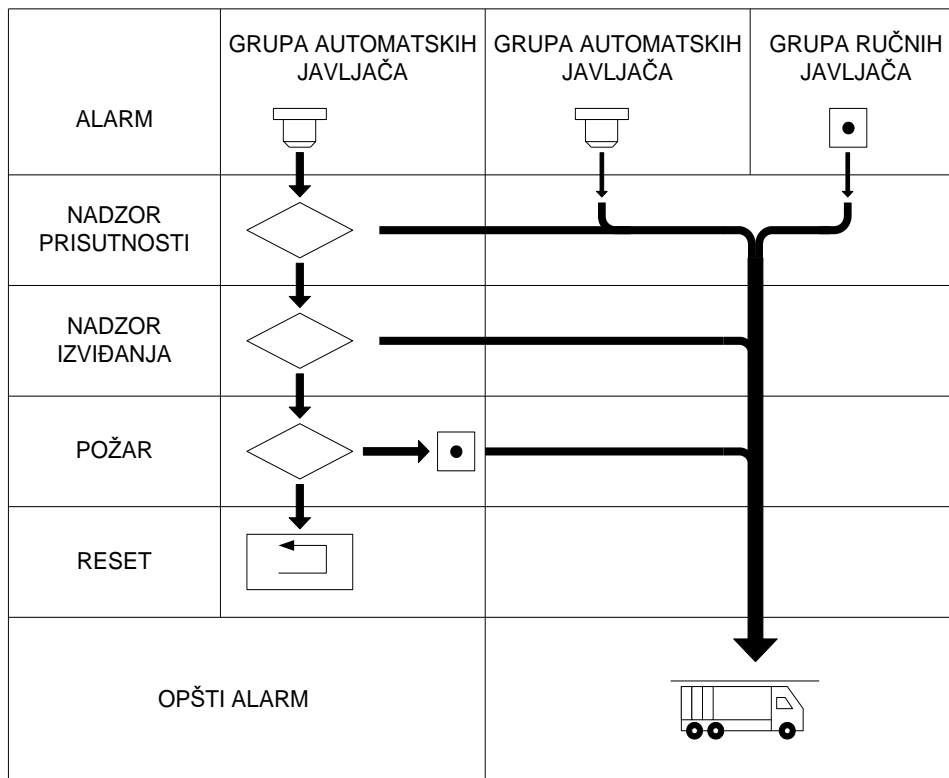 GRUPA AUTOMATSKIH
JAVLJAČA
GRUPA AUTOMATSKIH
JAVLJAČA
GRUPA RUČNIH
JAVLJAČA
ALARM
NADZOR
PRISUTNOSTI
NADZOR
IZVIĐANJA
POŽAR
RESET
OPŠTI ALARM